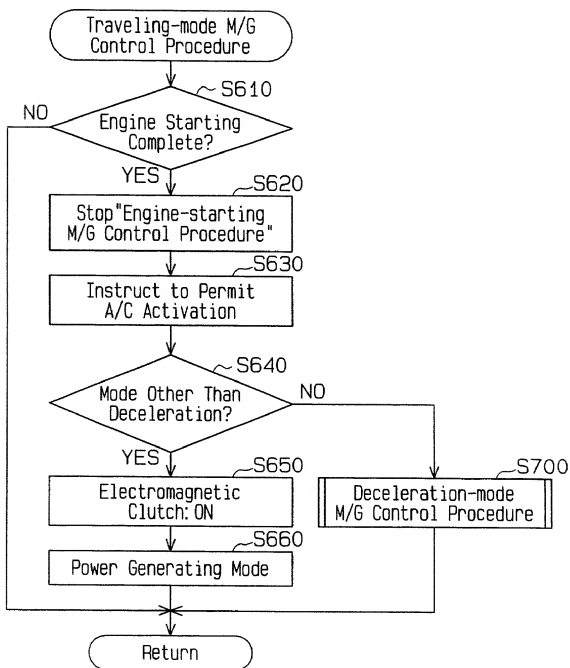 Traveling-mode M/G
Control Procedure
S610
NO
Engine Starting
Complete?
YES
S620
Stop"Engine-starting
M/G Control Procedure"
S630
Instruct to Permit
A/C Activation
S640
Mode Other Than
Deceleration?
NO
YES
S650
Electromagnetic
Clutch:ON
S700
Deceleration-mode
M/G Control Procedure
S660
Power Generating Mode
Return